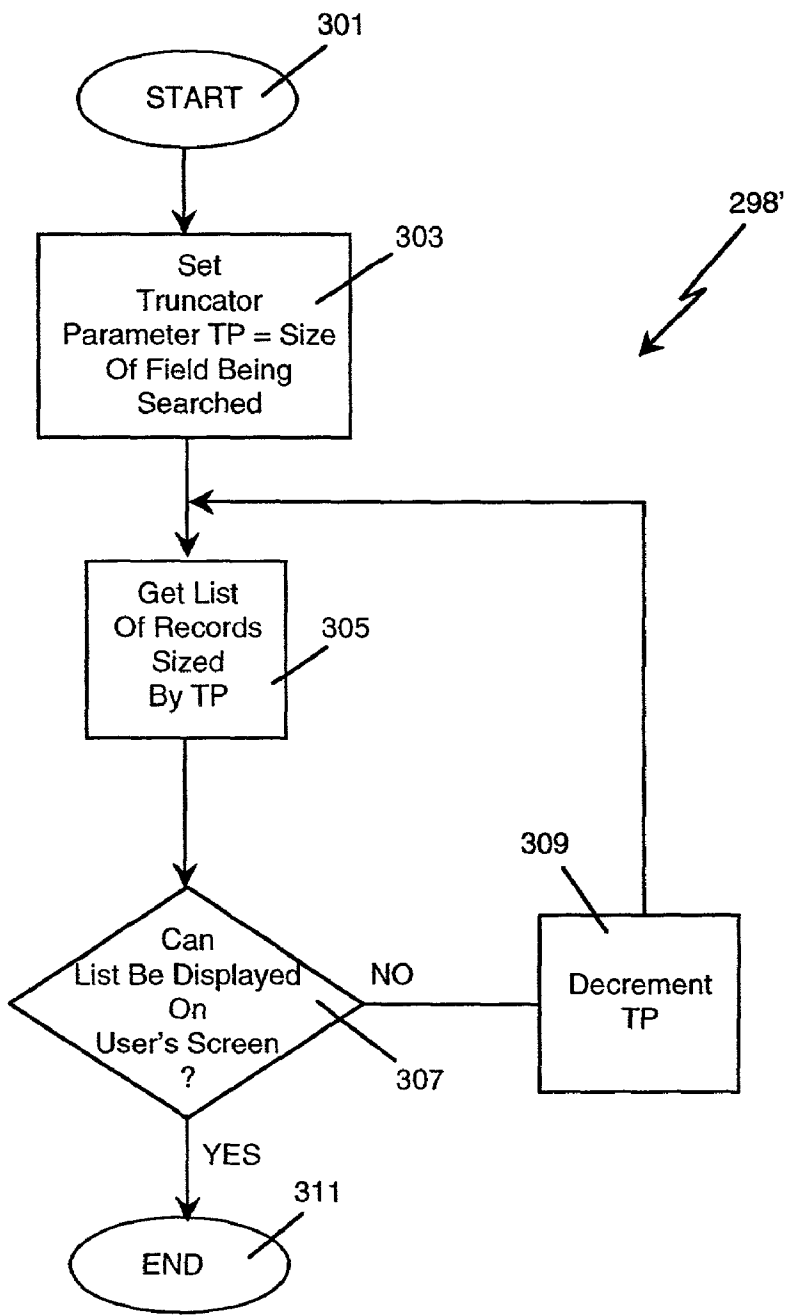 301
START
298'
303
Set
Truncator
Parameter TP = Size
Of Field Being
Searched
Get List
Of Records
Sized
By TP
305
309
Decrement
TP
Can
List Be Displayed
On
User's Screen
?
NO
307
YES
311
END